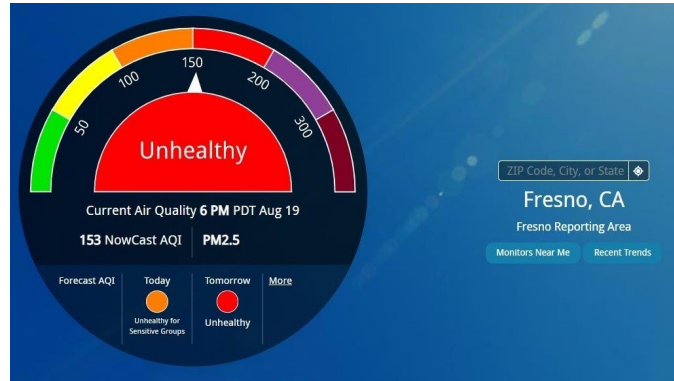 50
100
150
200
300
Unhealthy
Current Air Quality 6 PM PDT Aug 19
153 NowCast AQI
PM2.5
Forecast AQI
Today
Unhealthy for
Sensitive Groups
Tomorrow
Unhealthy
More
ZIP Code, City, or State
Fresno, CA
Fresno Reporting Area
Monitors Near Me
Recent Trends